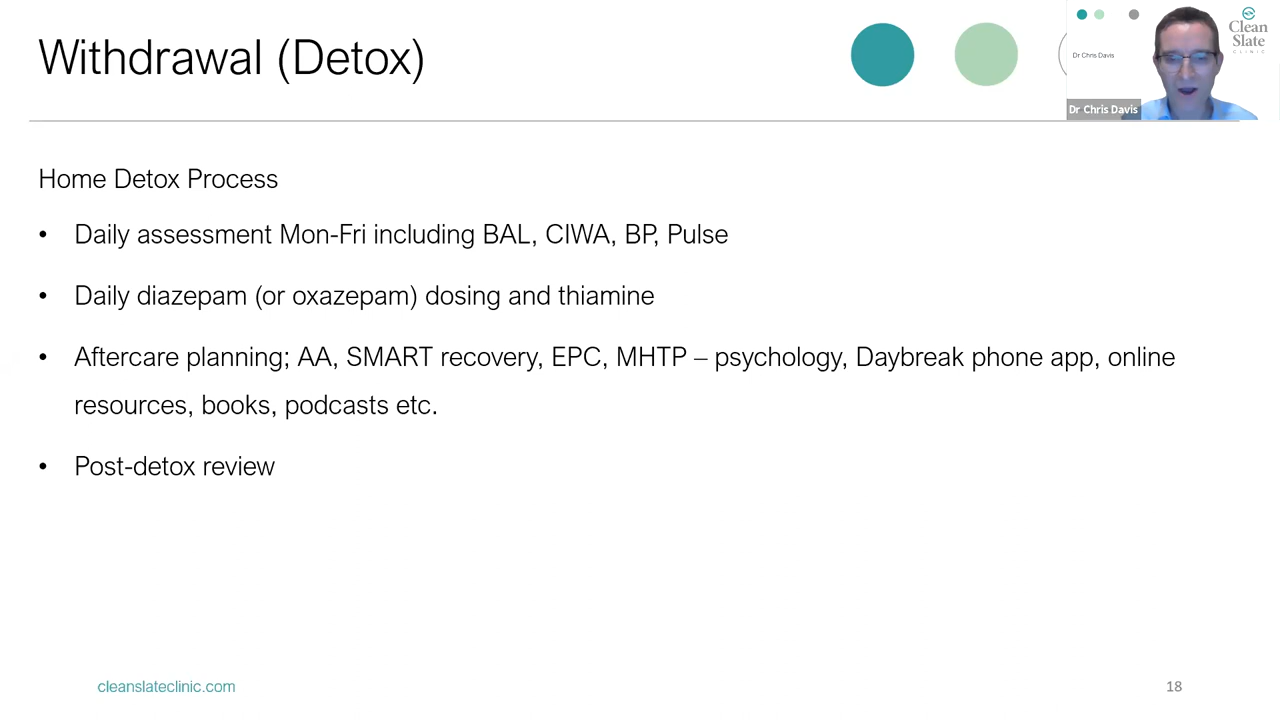 Withdrawal (Detox)
Dr Chris Davis
Clean
Slate
CLINIC
Dr Chris Davis
Home Detox Process
• Daily assessment Mon-Fri including BAL, CIWA, BP, Pulse
• Daily diazepam (or oxazepam) dosing and thiamine
• Aftercare planning; AA, SMART recovery, EPC, MHTP – psychology, Daybreak phone app, online
resources, books, podcasts etc.
• Post-detox review
cleanslateclinic.com
18